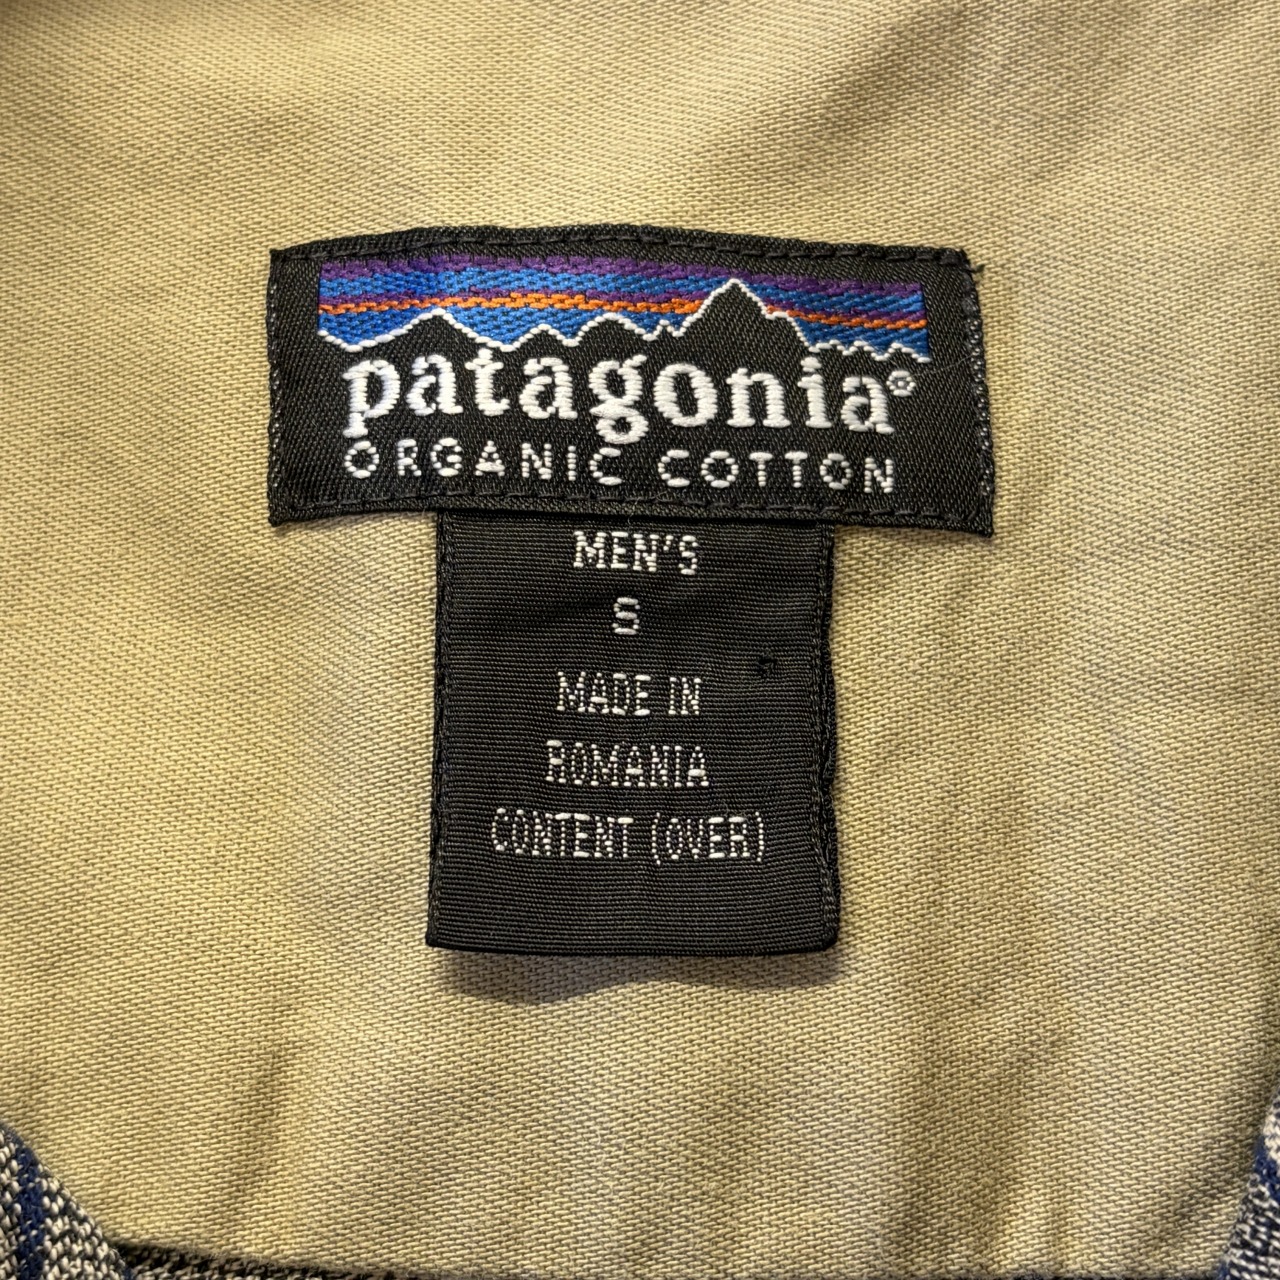 patagonia®
ORGANIC COTTON
MEN'S
S
MADE IN
ROMANIA
CONTENT (OVER)